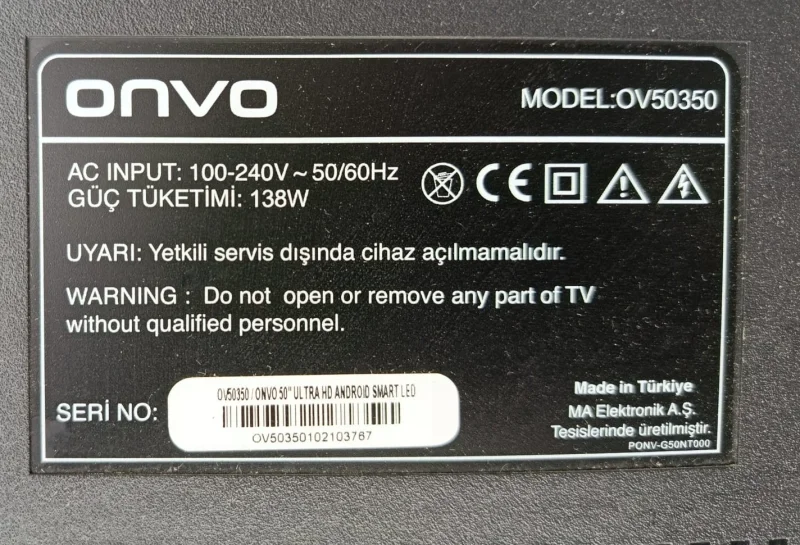 ONVO
MODEL:OV50350
AC INPUT: 100-240V ~ 50/60Hz
GÜÇ TÜKETİMİ: 138W
CE
UYARI: Yetkili servis dışında cihaz açılmamalıdır.
WARNING : Do not open or remove any part of TV
without qualified personnel.
SERİ NO:
OV50350 / ONVO 50" ULTRA HD ANDROID SMART LED
OV50350102103767
Made in Türkiye
MA Elektronik A.Ş.
Tesislerinde üretilmiştir.
PONV-G50NT000